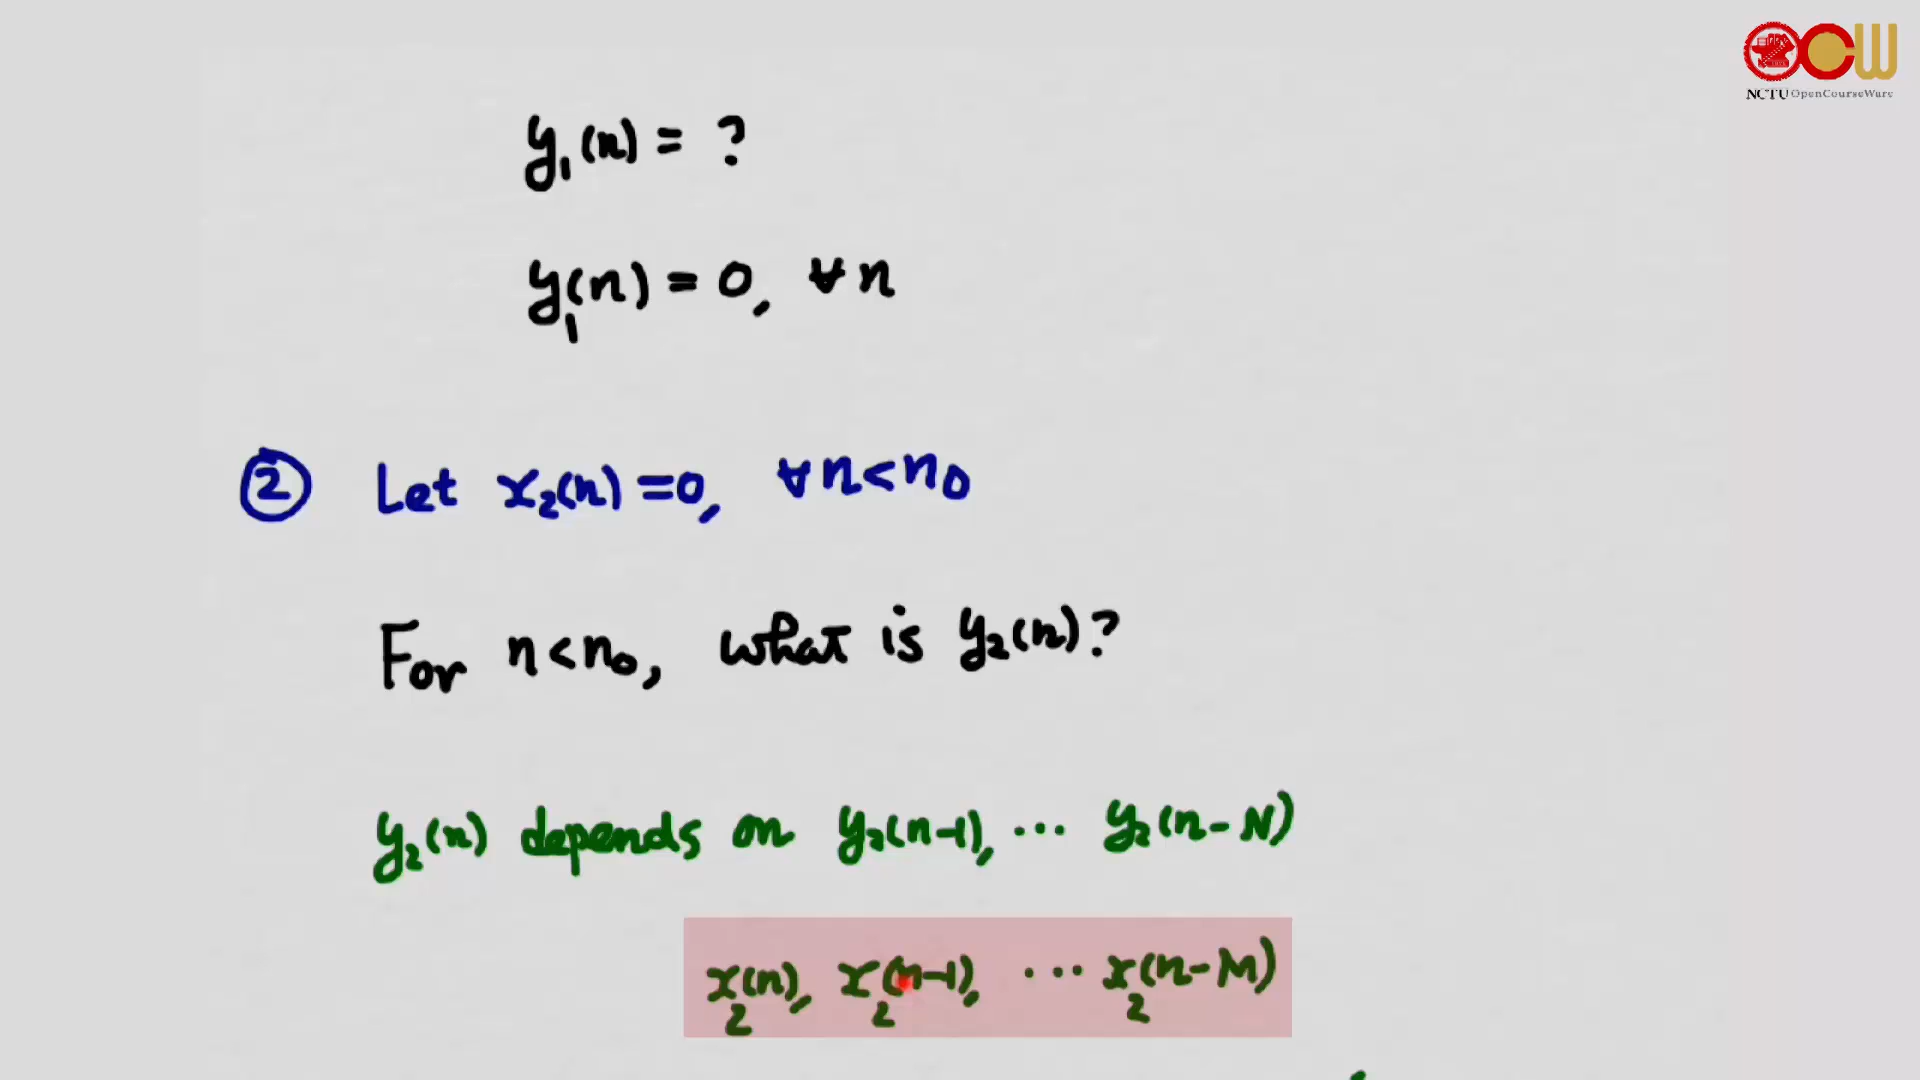 OCW
NCTU OpenCourseWare
y₁(n) = ?
y₁(n) = 0, ∀n
② Let x₂(n) = 0, ∀n<n₀
For n<n₀, what is y₂(n)?
y₂(n) depends on y₂(n-1), ... y₂(n-N)
x₂(n), x₂(n-1), ... x₂(n-M)